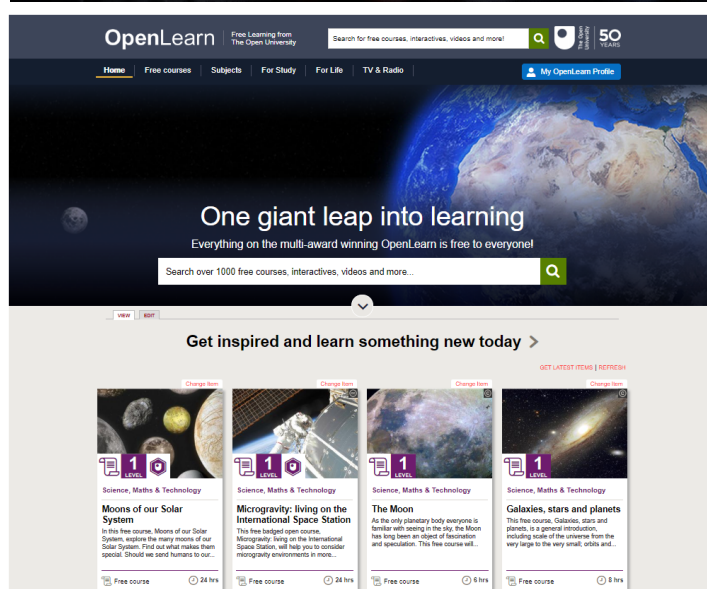 OpenLearn
Free Learning from
The Open University
Search for free courses, interactives, videos and more!
The Open
University
50
YEARS
Home
Free courses
Subjects
For Study
For Life
TV & Radio
My OpenLearn Profile
One giant leap into learning
Everything on the multi-award winning OpenLearn is free to everyone!
Search over 1000 free courses, interactives, videos and more...
VIEW
EDIT
Get inspired and learn something new today >
GET LATEST ITEMS | REFRESH
Change Item
1
LEVEL
Science, Maths & Technology
Moons of our Solar
System
In this free course, Moons of our Solar
System, explore the many moons of our
Solar System. Find out what makes them
special. Should we send humans to our...
Free course
24 hrs
Change Item
1
LEVEL
Science, Maths & Technology
Microgravity: living on the
International Space Station
This free badged open course,
Microgravity: living on the International
Space Station, will help you to consider
microgravity environments in more...
Free course
24 hrs
Change Item
1
LEVEL
Science, Maths & Technology
The Moon
As the only planetary body everyone is
familiar with seeing in the sky, the Moon
has long been an object of fascination
and speculation. This free course will...
Free course
6 hrs
Change Item
1
LEVEL
Science, Maths & Technology
Galaxies, stars and planets
This free course, Galaxies, stars and
planets, is a general introduction,
including scale of the universe from the
very large to the very small; orbits and...
Free course
8 hrs